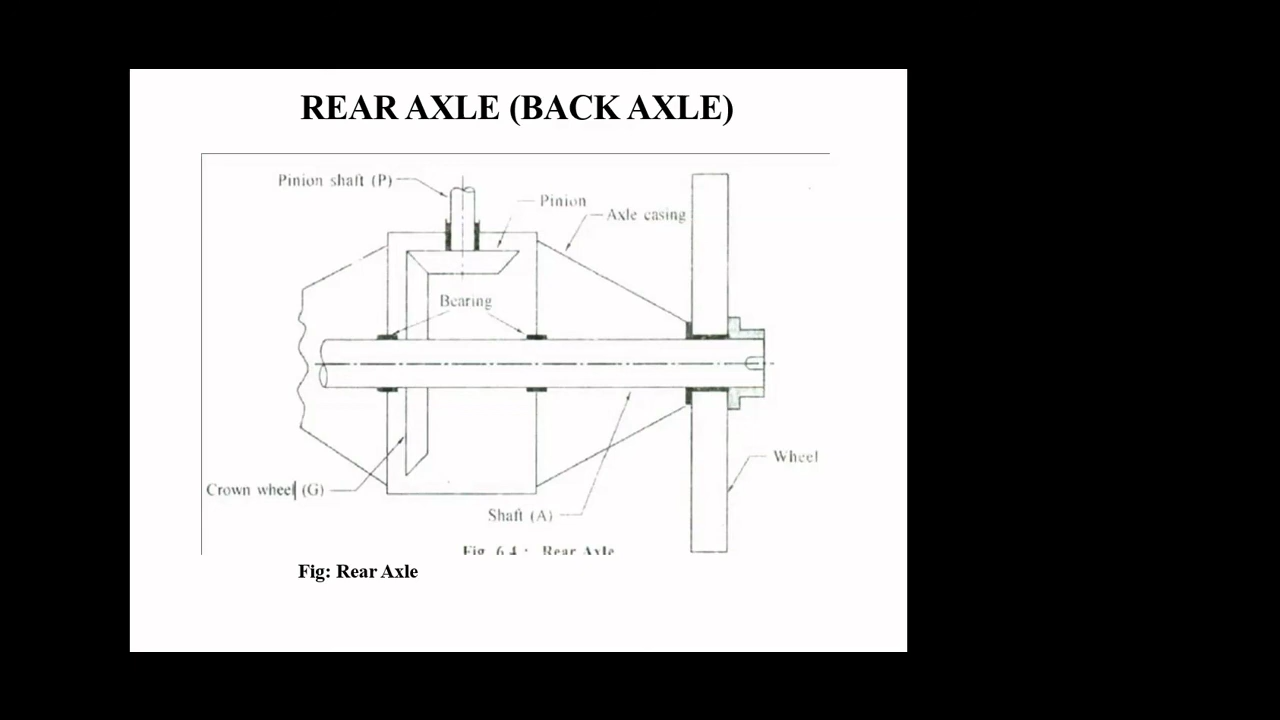 REAR AXLE (BACK AXLE)
Pinion shaft (P)
Pinion
Axle casing
Bearing
Wheel
Crown wheel (G)
Shaft (A)
Fig. 6.4 : Rear Axle
Fig: Rear Axle